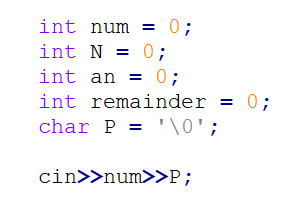 int num = 0;
int N = 0;
int an = 0;
int remainder = 0;
char P = '\0';
cin>>num>>P;